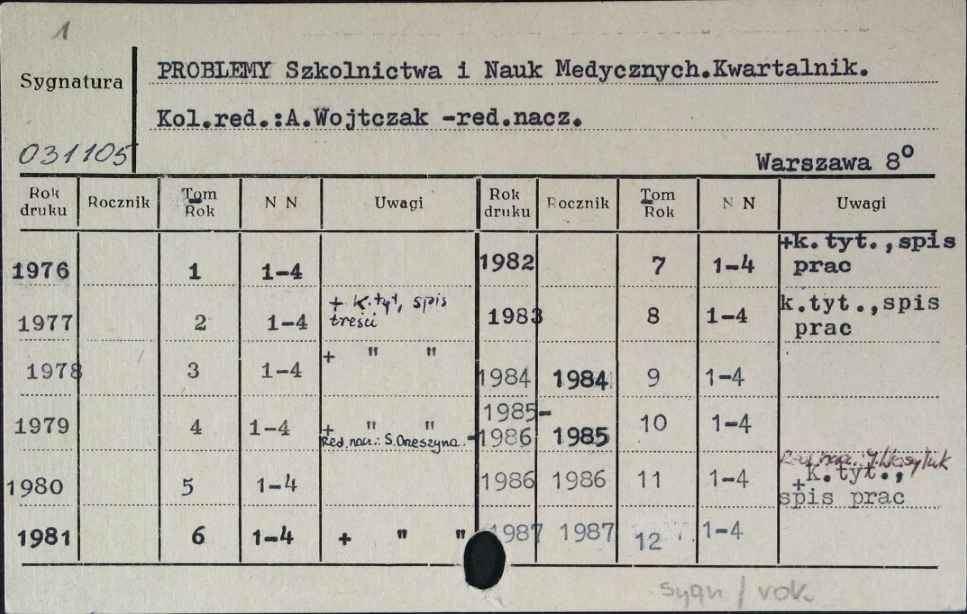 1
Sygnatura
PROBLEMY Szkolnictwa i Nauk Medycznych.Kwartalnik.
Kol.red.:A.Wojtczak -red.nacz.
031105
Warszawa 8°
Rok druku Rocznik Tom Rok N N Uwagi Rok druku Rocznik Tom Rok N N Uwagi
1976 1 1-4
1977 2 1-4 + k.tyt, spis treści
1978 3 1-4 + " "
1979 4 1-4 + " "
Red.nacz.: S.
1980 5 1-4
1981 6 1-4 + " "
1982 7 1-4 +k.tyt.,spis prac
1983 8 1-4 k.tyt.,spis prac
1984 1984 9 1-4
1985-1986 1985 10 1-4
Red.nacz.: J.Wasyluk
1986 1986 11 1-4 + k.tyt., spis prac
1987 1987 12 1-4
sygn / rok.